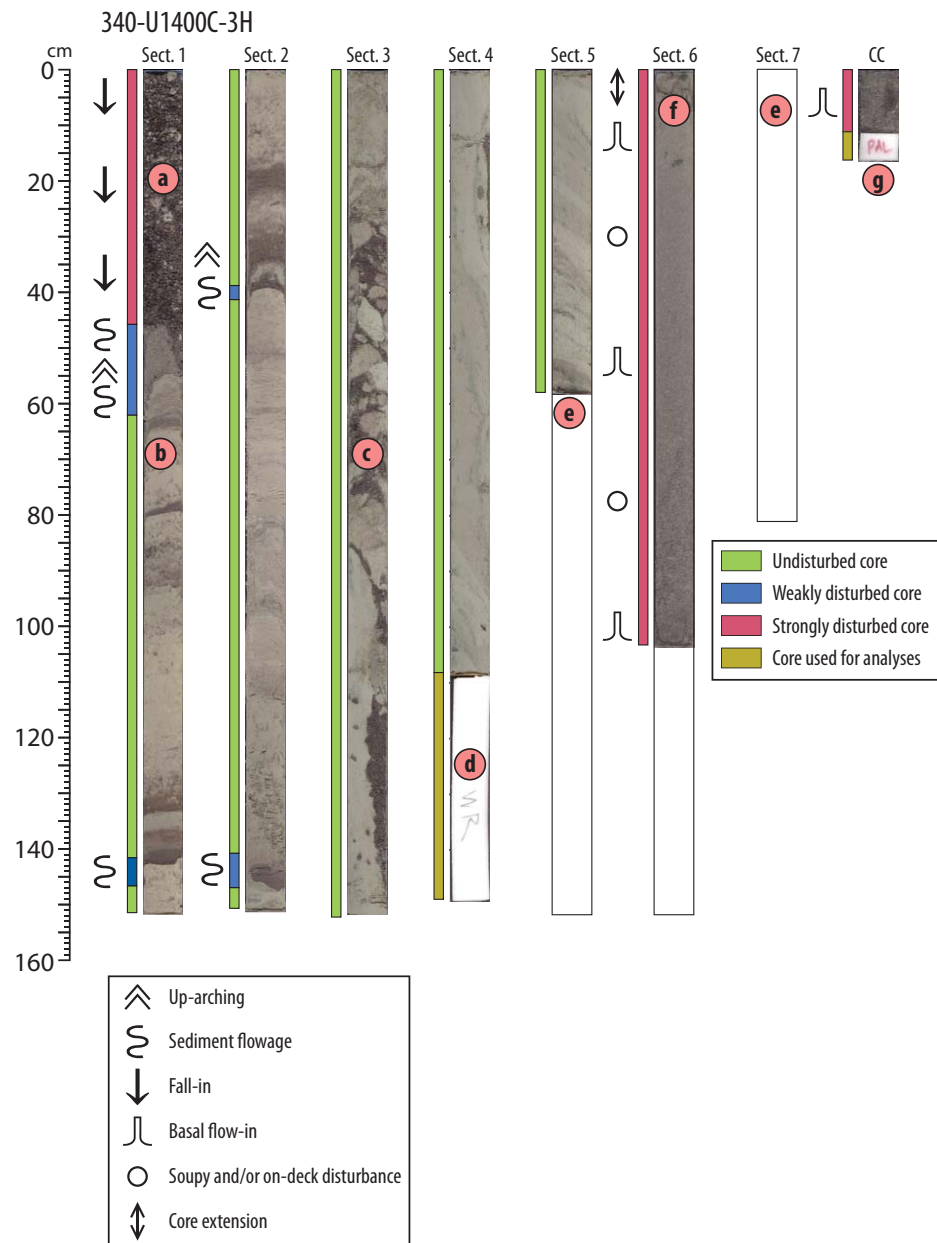 340-U1400C-3H
cm Sect. 1 Sect. 2 Sect. 3 Sect. 4 Sect. 5 Sect. 6 Sect. 7 CC
0
20
40
60
80
100
120
140
160
a
b
c
d
e
f
e
g
PAL
WR
Undisturbed core
Weakly disturbed core
Strongly disturbed core
Core used for analyses
Up-arching
Sediment flowage
Fall-in
Basal flow-in
Soupy and/or on-deck disturbance
Core extension